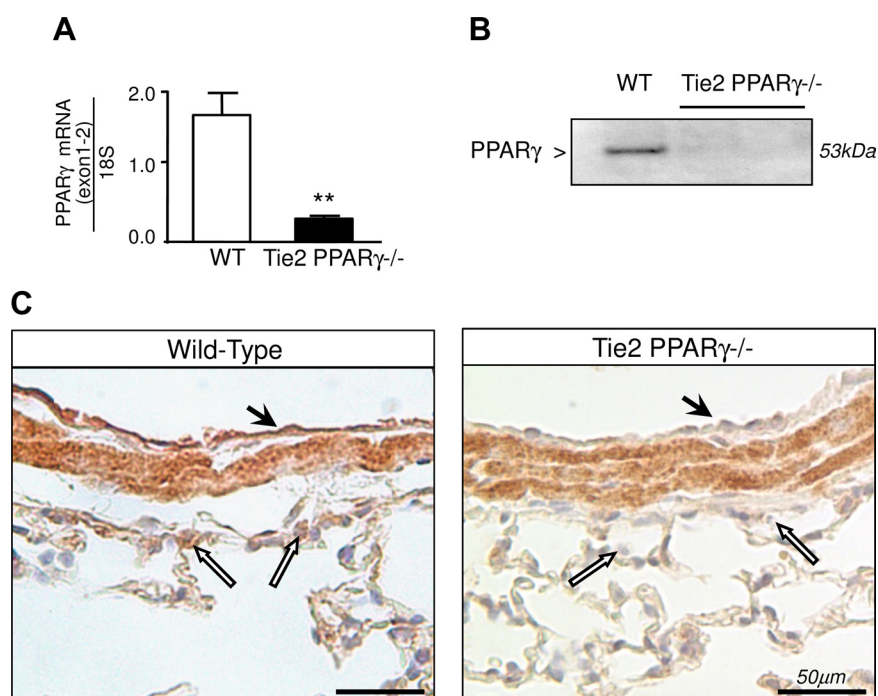 A
PPARγ mRNA
(exon1-2)
18S
2.0
1.0
0.0
**
WT
Tie2 PPARγ-/-
B
WT
Tie2 PPARγ-/-
PPARγ >
53kDa
C
Wild-Type
Tie2 PPARγ-/-
50μm